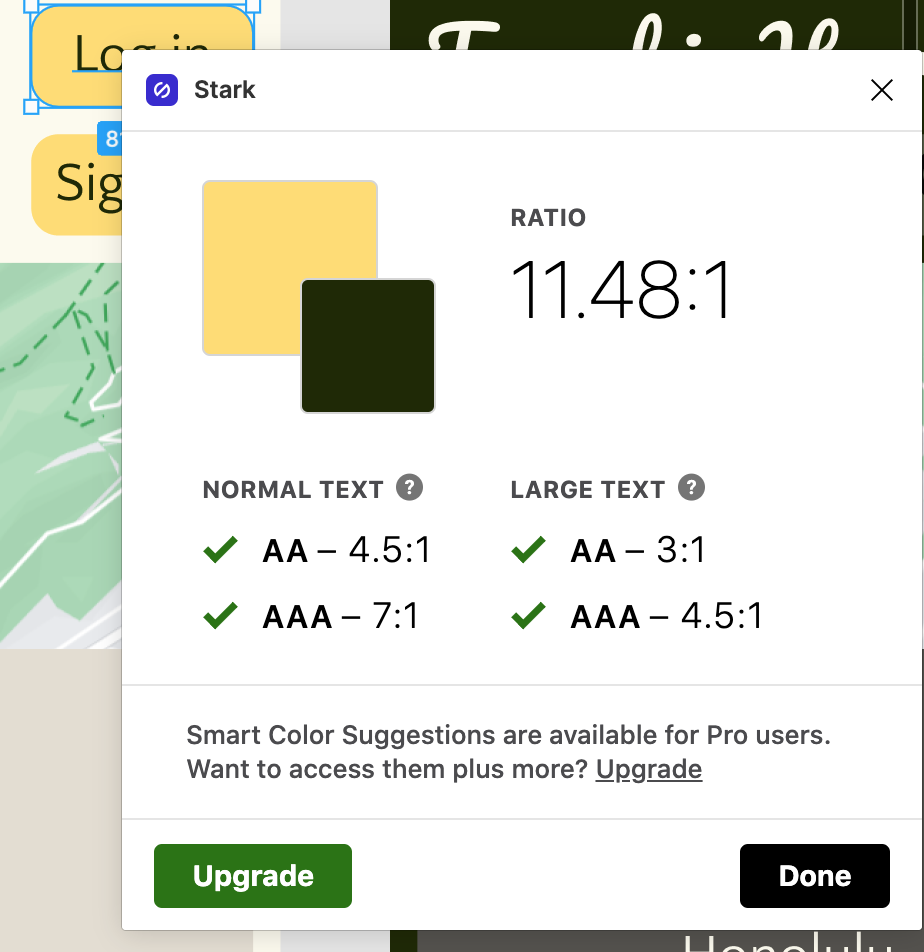 Log in
8
Sig
Stark
RATIO
11.48:1
NORMAL TEXT ?
AA – 4.5:1
AAA – 7:1
LARGE TEXT ?
AA – 3:1
AAA – 4.5:1
Smart Color Suggestions are available for Pro users.
Want to access them plus more? Upgrade
Upgrade
Done
Honolulu